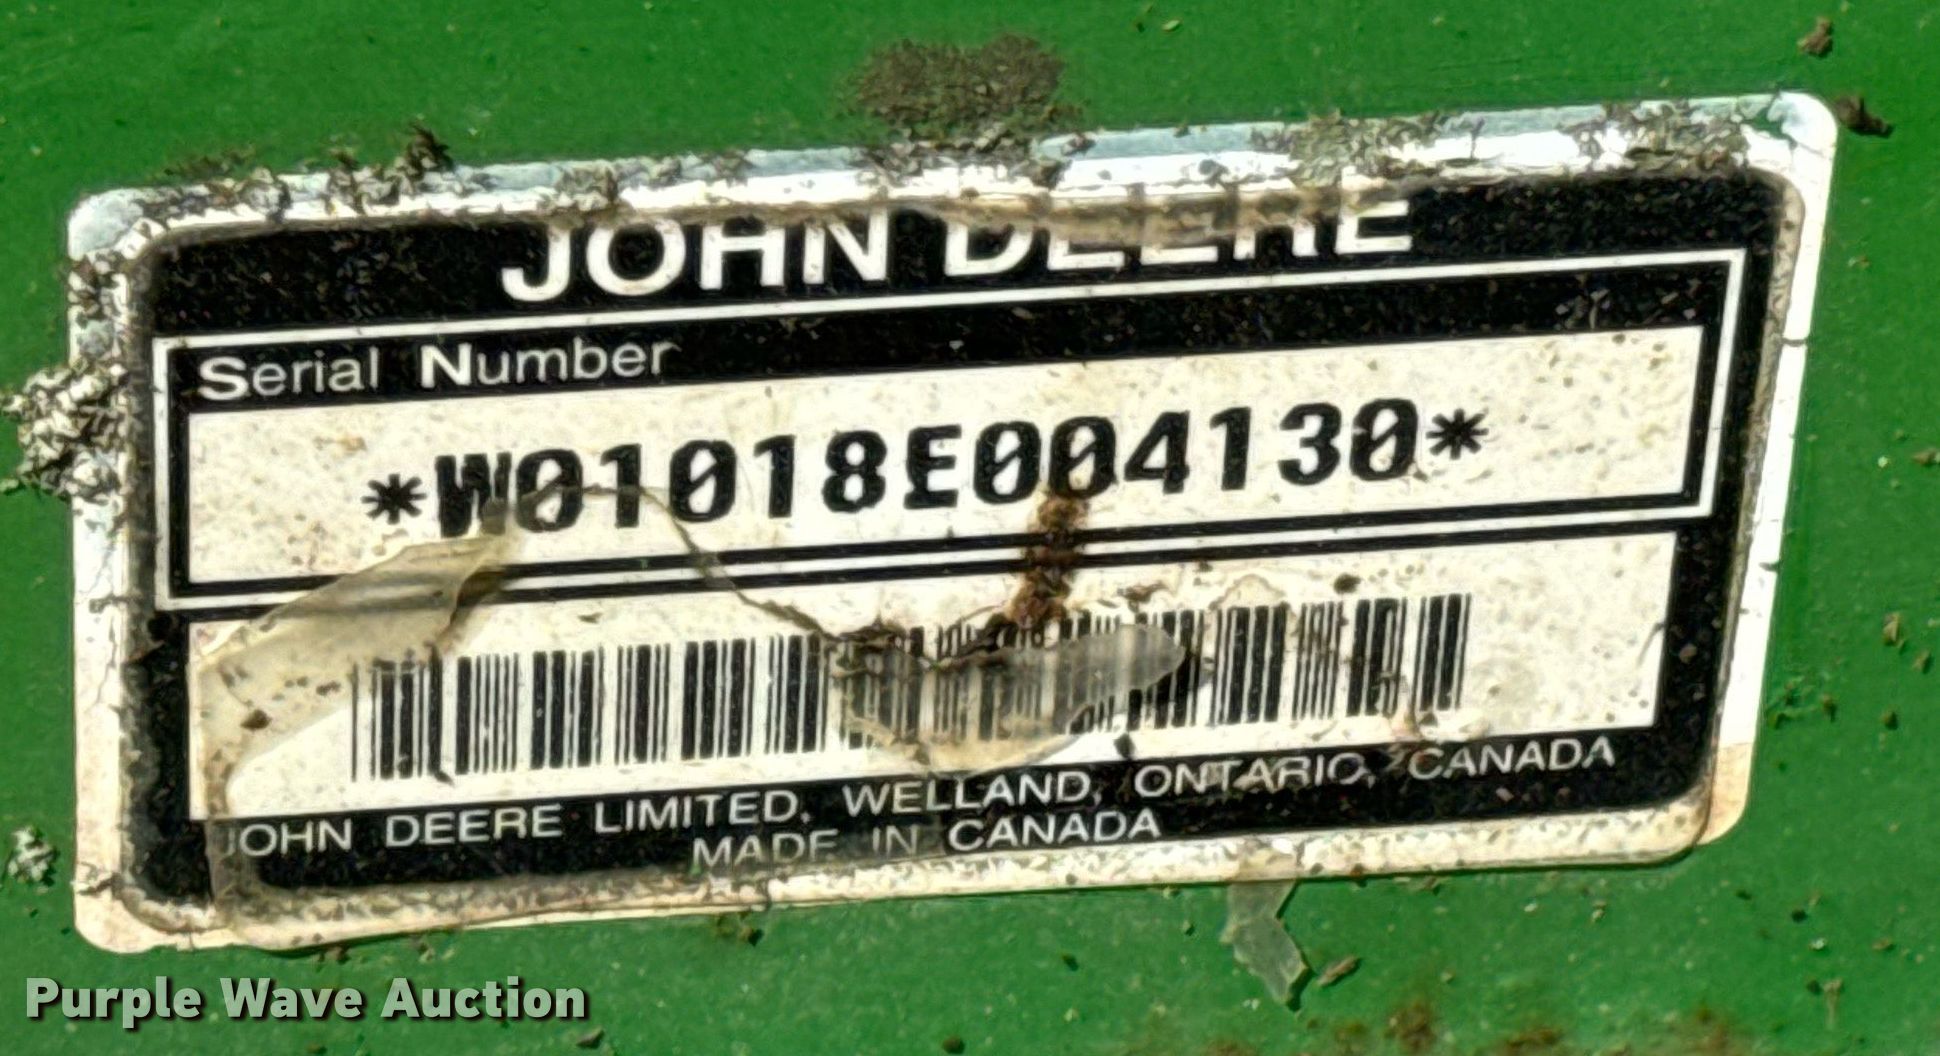 JOHN DEERE
Serial Number
*W01018E004130*
JOHN DEERE LIMITED, WELLAND, ONTARIO, CANADA
MADE IN CANADA
Purple Wave Auction